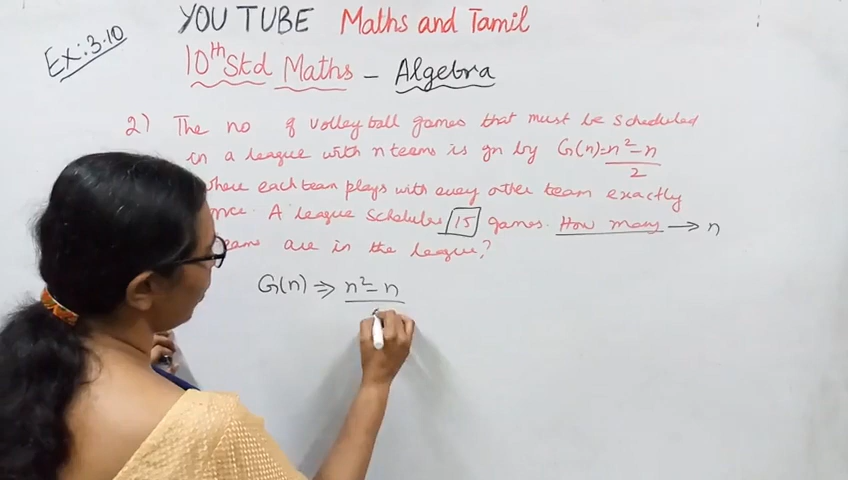 YOU TUBE Maths and Tamil
Ex: 3.10
10th Std Maths - Algebra
2) The no of volleyball games that must be scheduled
in a league with n teams is gn by G(n)=n²-n/2
where each team plays with every other team exactly
once. A league schedules 15 games. How many → n
teams are in the league?
G(n) ⇒ n²-n